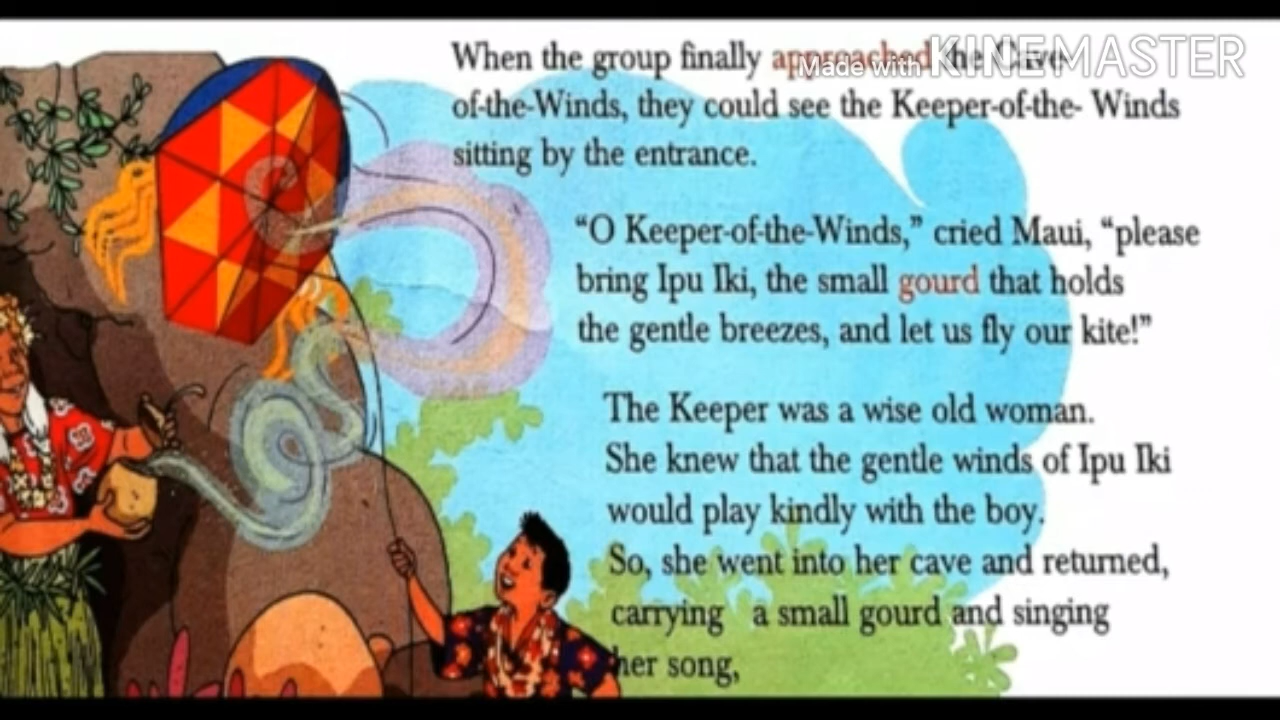 When the group finally approached the Cave
Made with KINEMASTER
of-the-Winds, they could see the Keeper-of-the- Winds
sitting by the entrance.
“O Keeper-of-the-Winds,” cried Maui, “please
bring Ipu Iki, the small gourd that holds
the gentle breezes, and let us fly our kite!”
The Keeper was a wise old woman.
She knew that the gentle winds of Ipu Iki
would play kindly with the boy.
So, she went into her cave and returned,
carrying a small gourd and singing
her song,